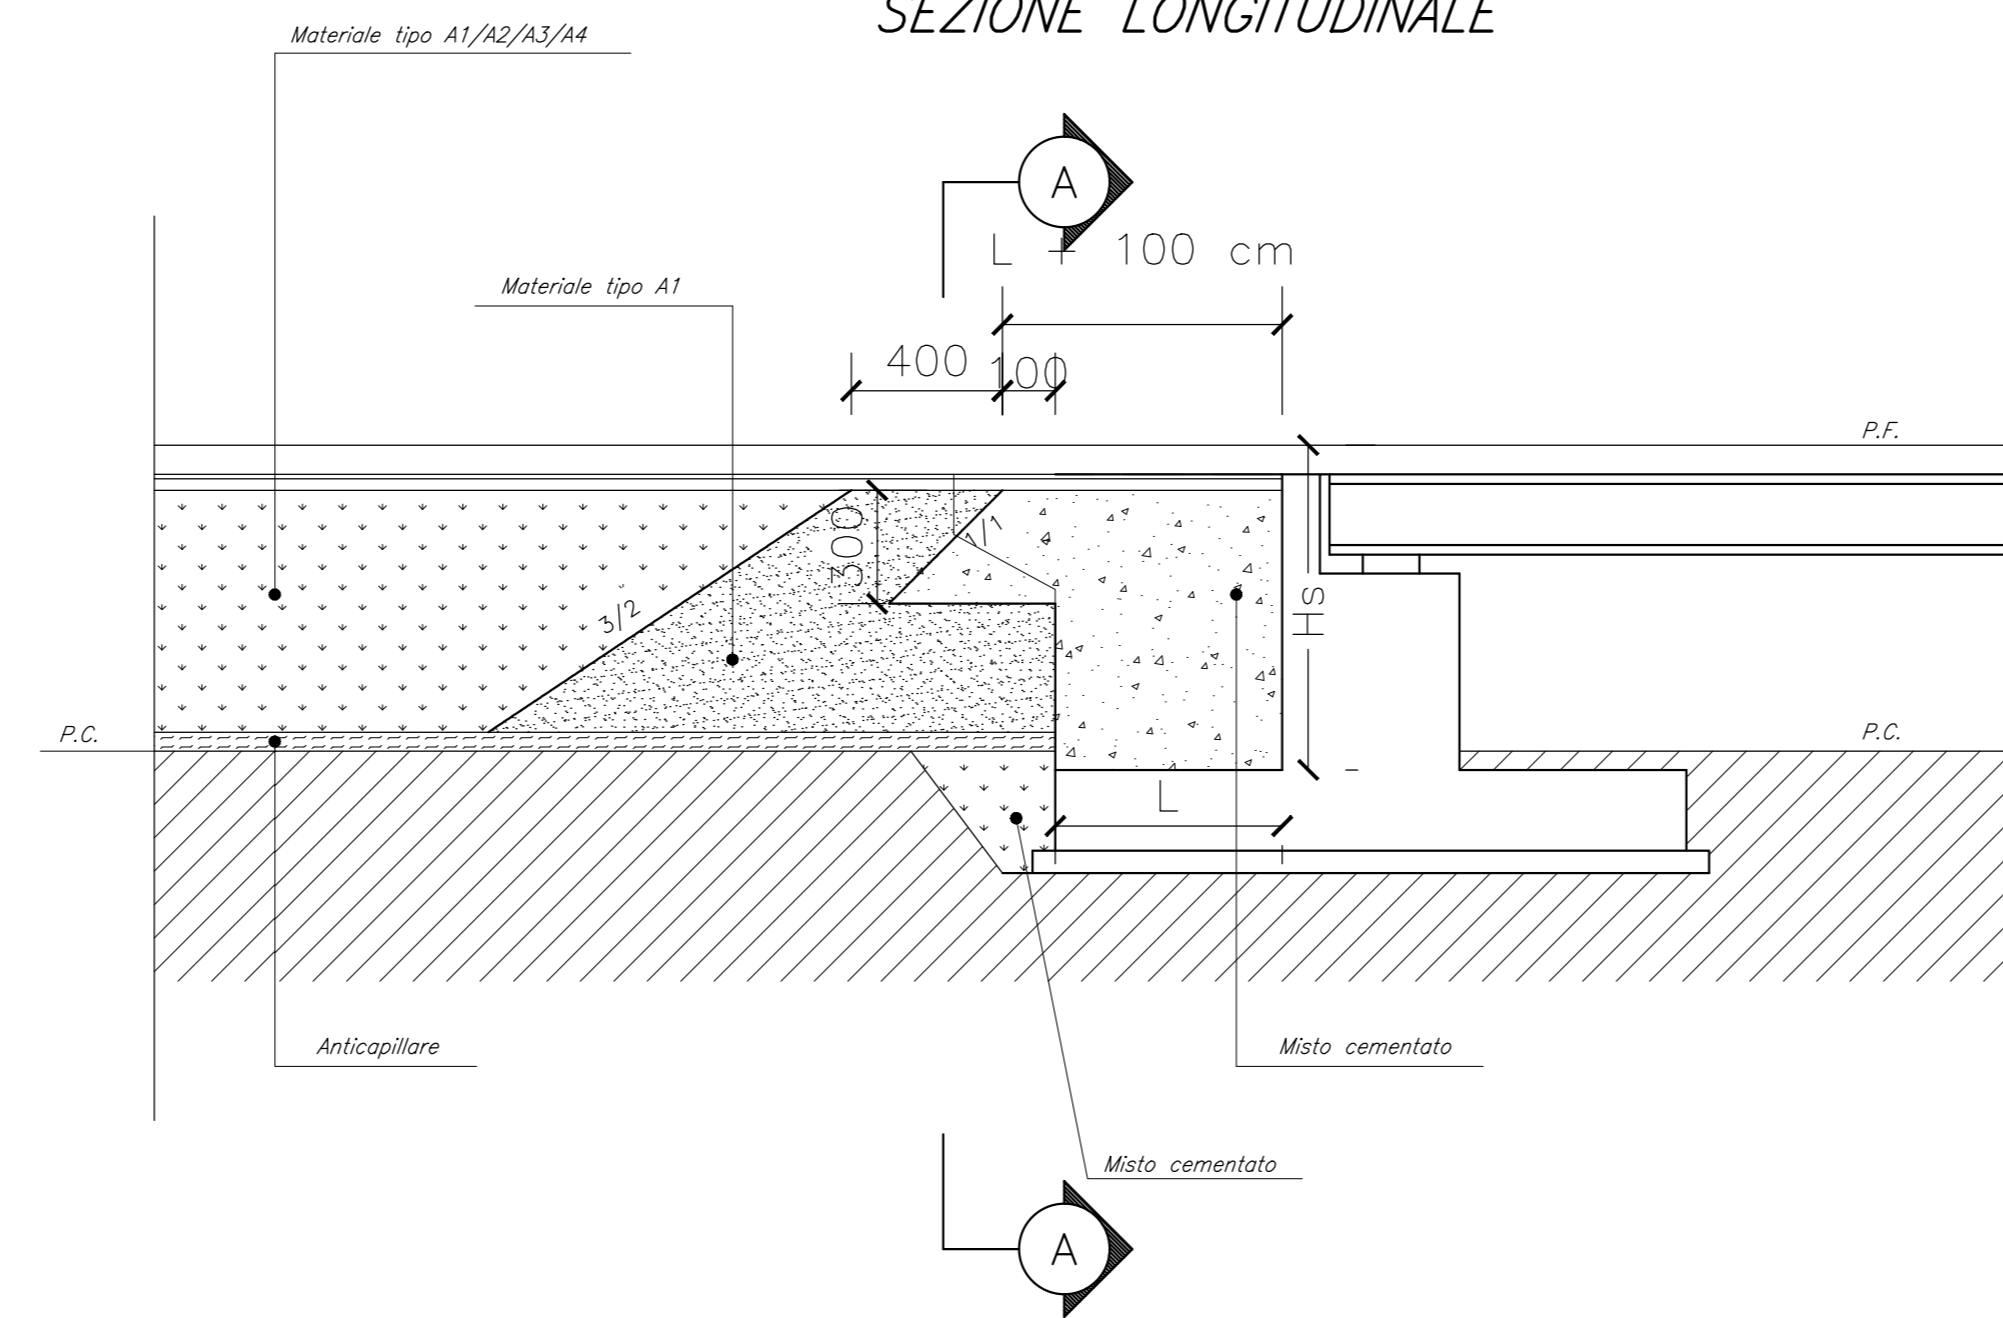 SEZIONE LONGITUDINALE
Materiale tipo A1/A2/A3/A4
A
L + 100 cm
Materiale tipo A1
400
100
P.F.
300
1/1
HS
3/2
P.C.
P.C.
L
Anticapillare
Misto cementato
Misto cementato
A